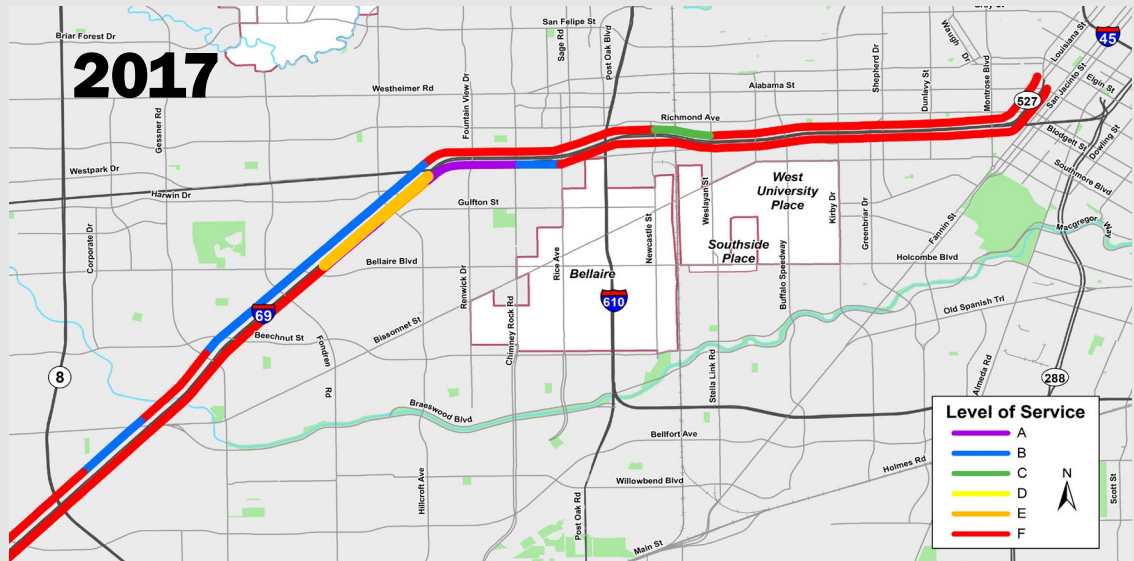 2017
Briar Forest Dr
San Felipe St
Sage Rd
Post Oak Blvd
Waugh Dr
Louisiana St
45
Westheimer Rd
Alabama St
Shepherd Dr
Dunlavy St
Montrose Blvd
San Jacinto St
Elgin St
527
Gessner Rd
Fountain View Dr
Richmond Ave
Blodgett St
Dowling St
Southmore Blvd
Westpark Dr
Harwin Dr
West
University
Place
Gulfton St
Weslayan St
Kirby Dr
Greenbriar Dr
Fannin St
Macgregor Way
Corporate Dr
Newcastle St
Southside
Place
Bellaire Blvd
Rice Ave
Bellaire
Buffalo Speedway
Holcombe Blvd
Renwick Dr
610
69
Chimney Rock Rd
Old Spanish Trl
Bissonnet St
Beechnut St
Fondren Rd
8
Stella Link Rd
Almeda Rd
288
Braeswood Blvd
Bellfort Ave
Hillcroft Ave
Willowbend Blvd
Holmes Rd
Post Oak Rd
Main St
Scott St
Level of Service
A
B
C
D
E
F
N